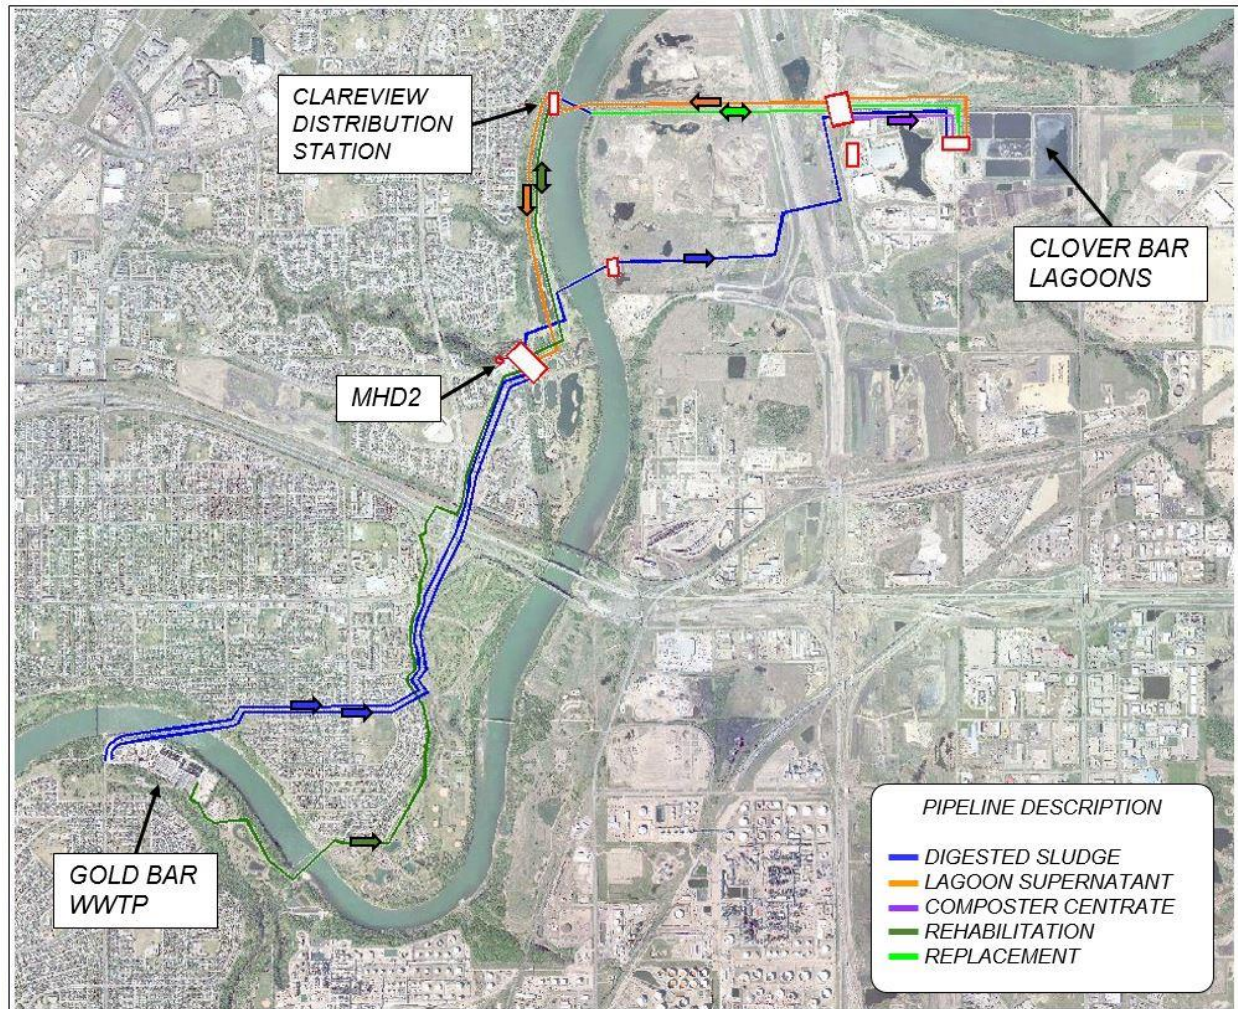 CLAREVIEW
DISTRIBUTION
STATION
CLOVER BAR
LAGOONS
MHD2
GOLD BAR
WWTP
PIPELINE DESCRIPTION
DIGESTED SLUDGE
LAGOON SUPERNATANT
COMPOSTER CENTRATE
REHABILITATION
REPLACEMENT